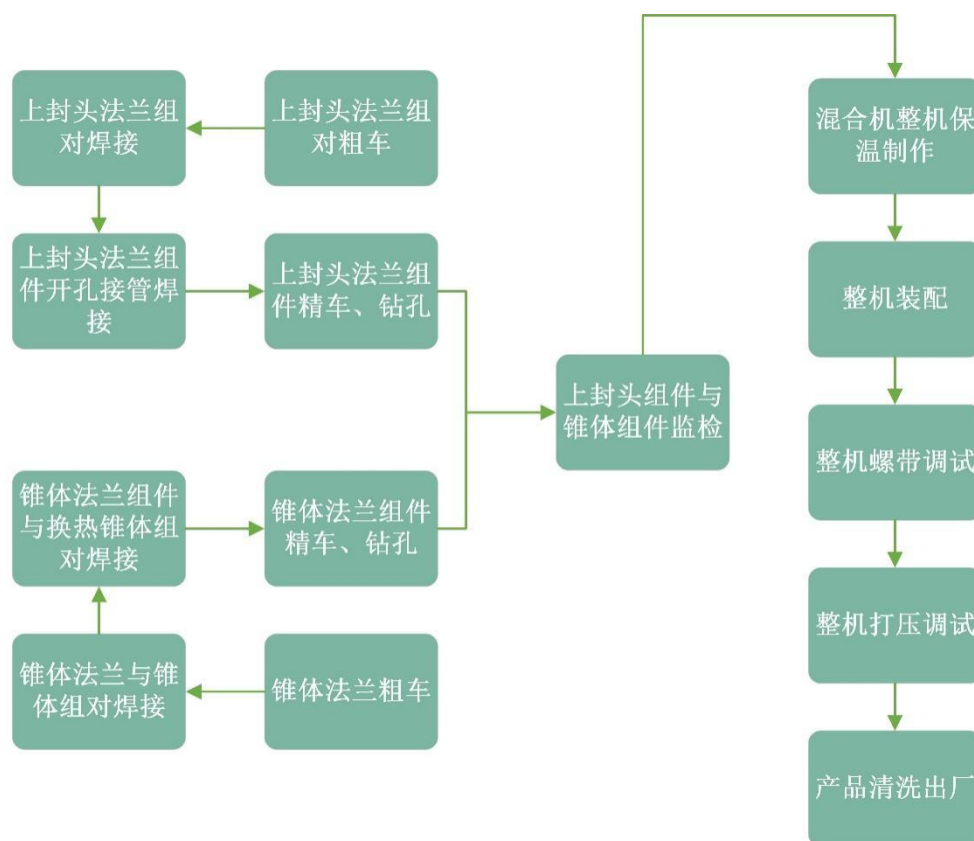 上封头法兰组
对焊接
上封头法兰组
对粗车
上封头法兰组
件开孔接管焊
接
上封头法兰组
件精车、钻孔
锥体法兰组件
与换热锥体组
对焊接
锥体法兰组件
精车、钻孔
锥体法兰与锥
体组对焊接
锥体法兰粗车
上封头组件与
锥体组件监检
混合机整机保
温制作
整机装配
整机螺带调试
整机打压调试
产品清洗出厂